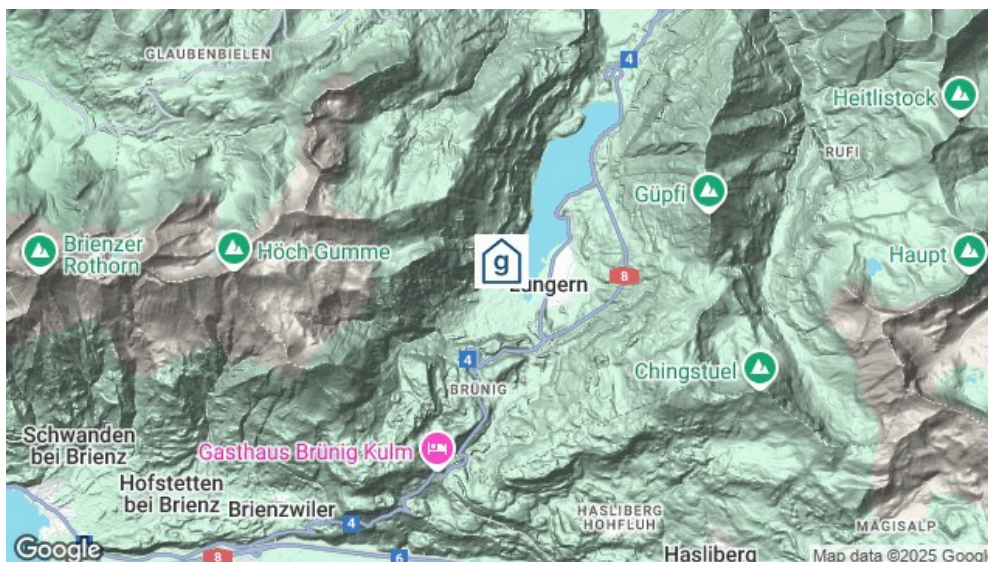 GLAUBENBIELEN
4
Heitlistock
RUFI
Güpfi
Brienzer
Rothorn
Höch Gumme
Haupt
g
Lungern
8
4
Chingstuel
BRÜNIG
Schwanden
bei Brienz
Gasthaus Brünig Kulm
Hofstetten
bei Brienz
Brienzwiler
4
HASLIBERG
HOHFLUH
MÄGISALP
Google
8
6
Hasliberg
Map data ©2025 Google